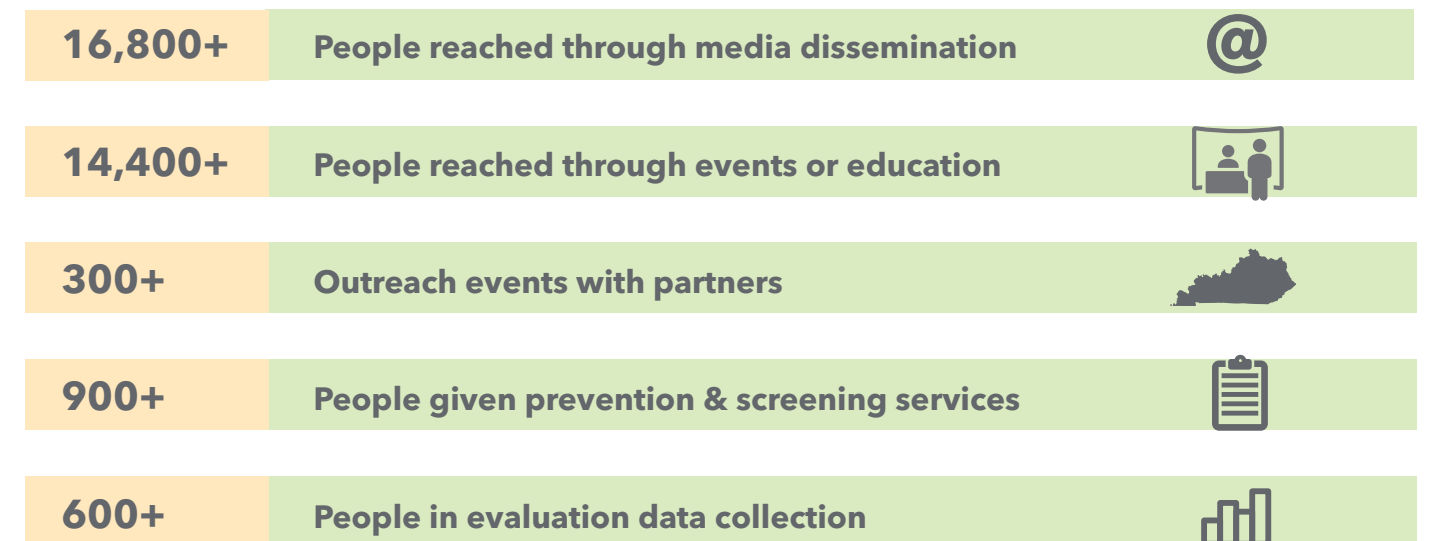 16,800+ People reached through media dissemination @
14,400+ People reached through events or education
300+ Outreach events with partners
900+ People given prevention & screening services
600+ People in evaluation data collection